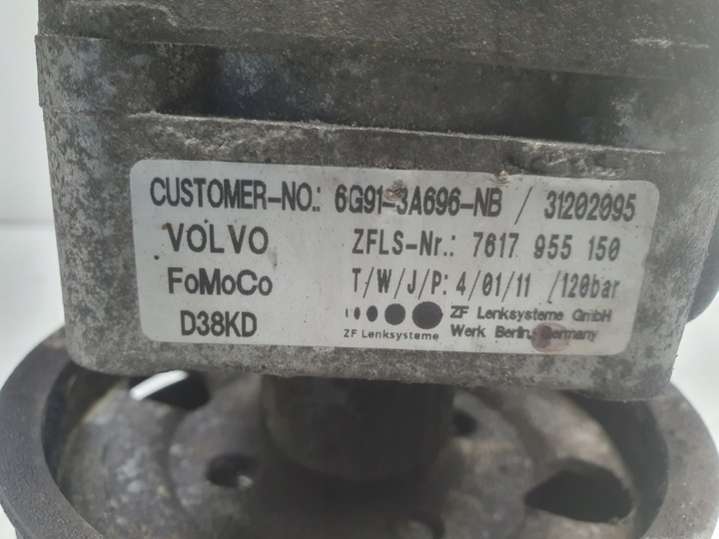 CUSTOMER-NO.: 6G91-3A696-NB / 31202095
VOLVO ZFLS-Nr.: 7617 955 150
FoMoCo T/W/J/P: 4/01/11 /120bar
D38KD ZF Lenksysteme ZF Lenksysteme GmbH
Werk Berlin, Germany